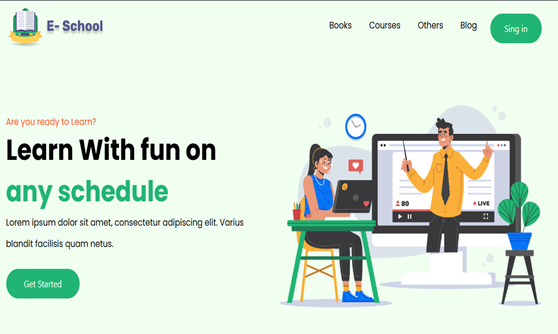 E- School
Books Courses Others Blog Sing in
Are you ready to Learn?
Learn With fun on
any schedule
Lorem ipsum dolor sit amet, consectetur adipiscing elit. Varius
blandit facilisis quam netus.
Get Started
80
LIVE